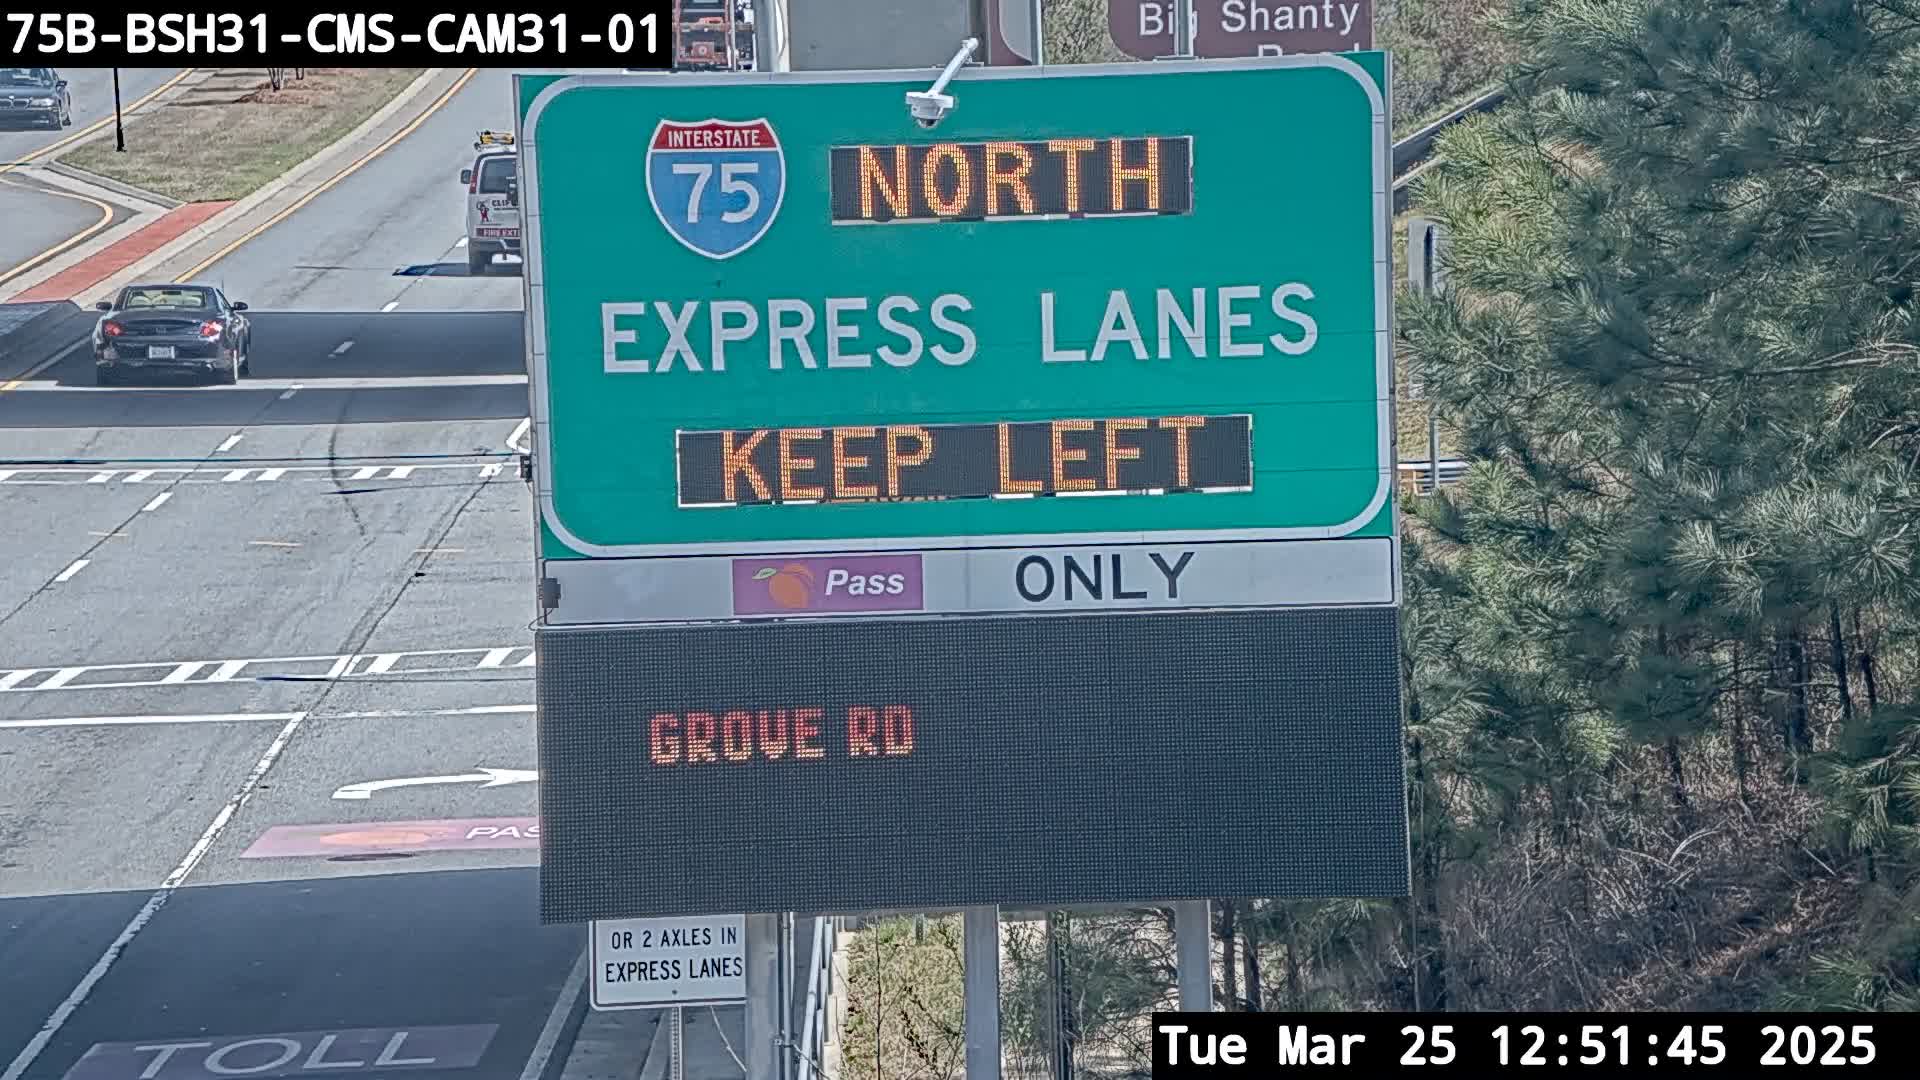 75B-BSH31-CMS-CAM31-01
Big Shanty
Road
INTERSTATE
75
NORTH
EXPRESS LANES
KEEP LEFT
Pass ONLY
GROVE RD
OR 2 AXLES IN
EXPRESS LANES
TOLL
Tue Mar 25 12:51:45 2025